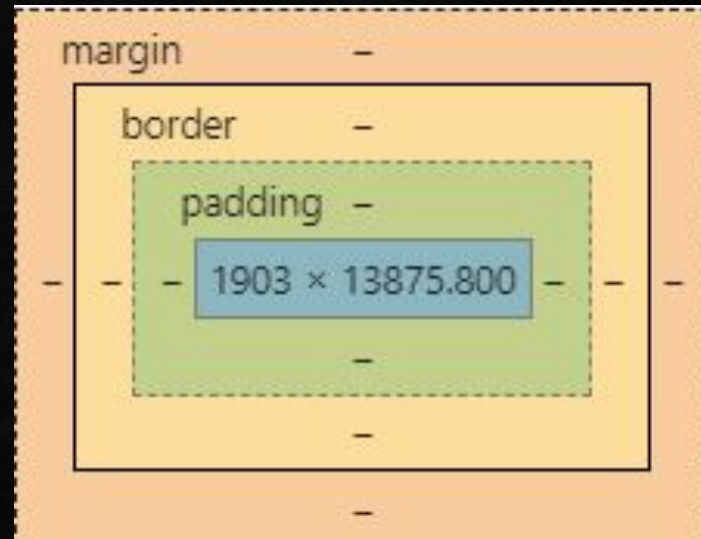 margin –
border –
padding –
– – – 1903 × 13875.800 – – –
–
–
–